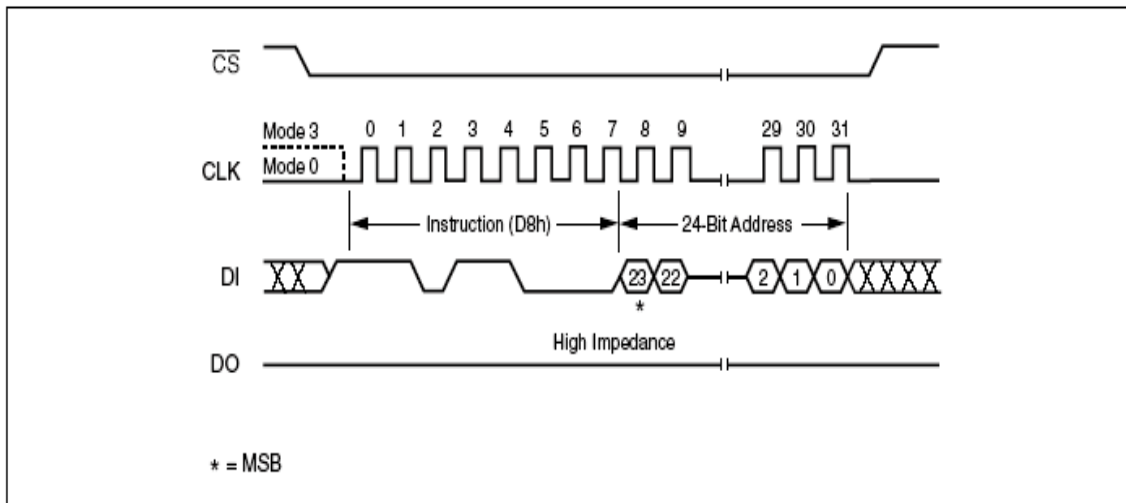 CS
Mode 3 0 1 2 3 4 5 6 7 8 9 29 30 31
CLK Mode 0
Instruction (D8h) 24-Bit Address
DI 23 22 2 1 0
*
High Impedance
DO
* = MSB